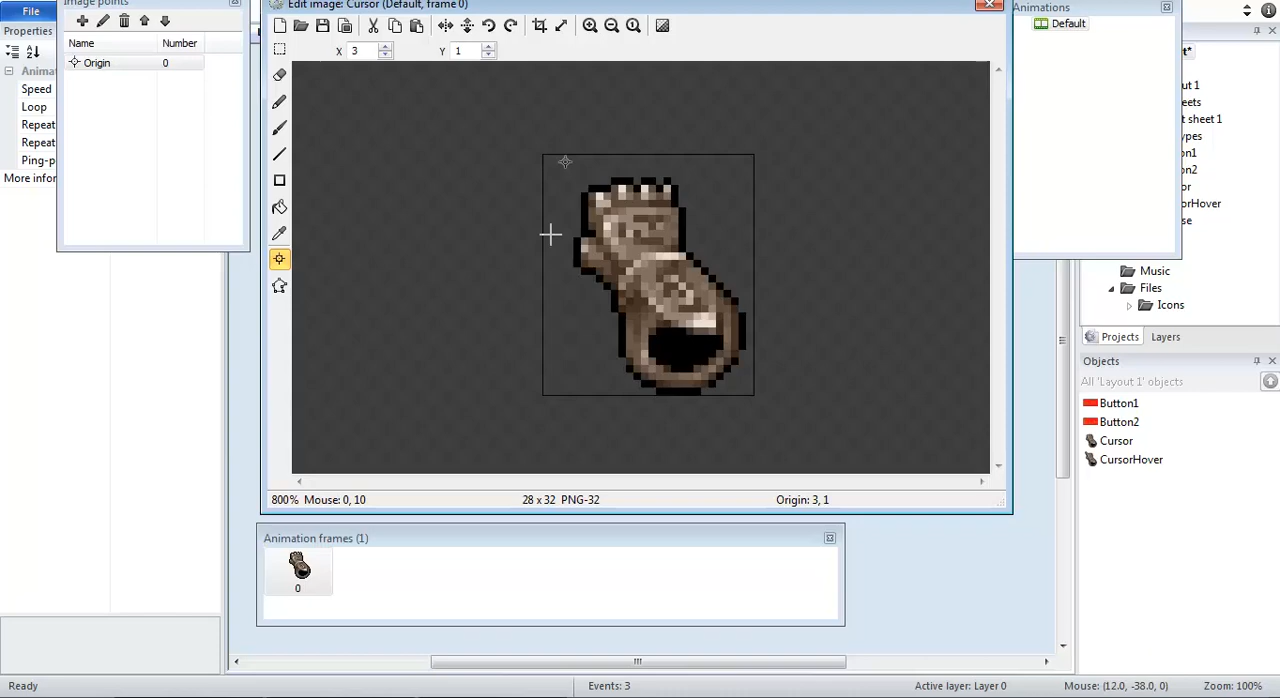 File
Image points
Edit image: Cursor (Default, frame 0)
Animations
Properties
Name Number
X 3 Y 1
Default
Origin 0
Anima
Speed
Loop
Repeat
Repeat
Ping-p
More infor
t*
ut 1
eets
t sheet 1
ypes
on1
on2
or
orHover
se
Music
Files
Icons
Projects Layers
Objects
All 'Layout 1' objects
Button1
Button2
Cursor
CursorHover
800% Mouse: 0, 10 28 x 32 PNG-32 Origin: 3, 1
Animation frames (1)
0
Ready Events: 3 Active layer: Layer 0 Mouse: (12.0, -38.0, 0) Zoom: 100%